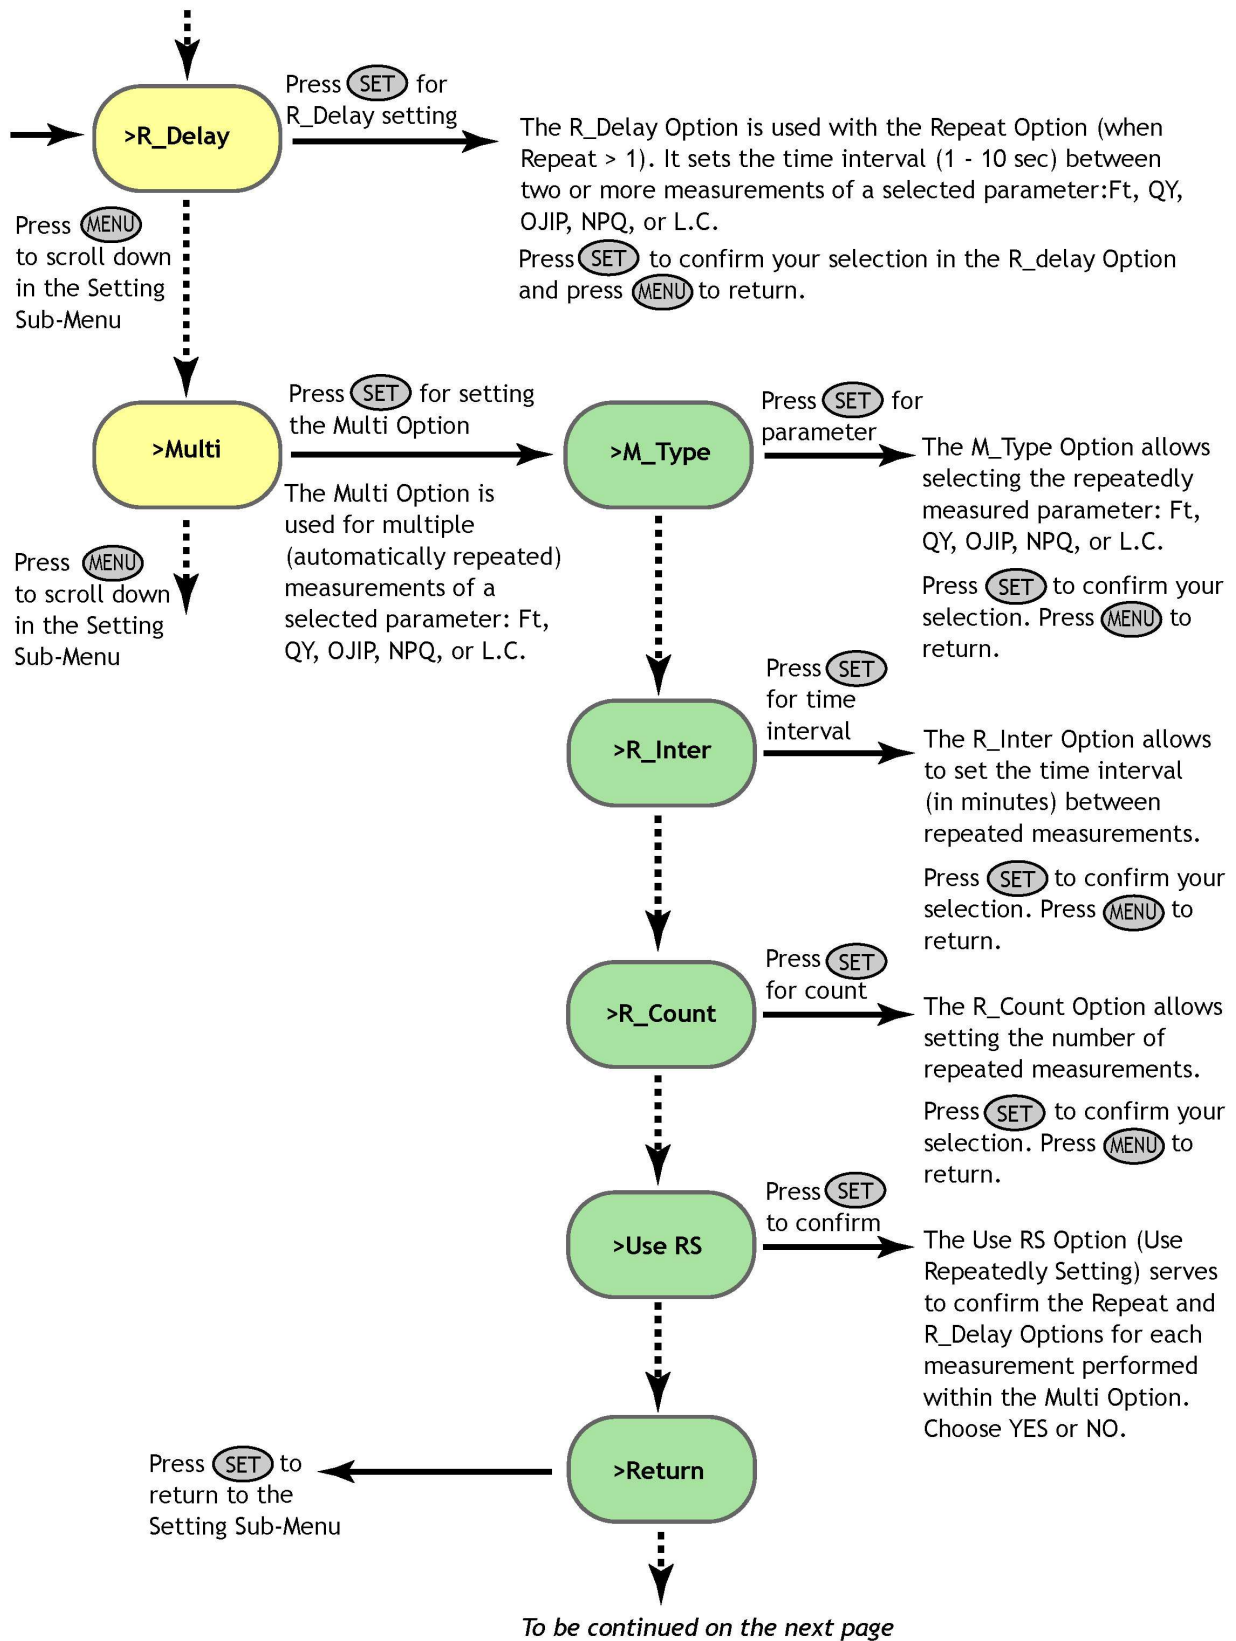 >R_Delay
Press SET for
R_Delay setting
The R_Delay Option is used with the Repeat Option (when
Repeat > 1). It sets the time interval (1 - 10 sec) between
two or more measurements of a selected parameter:Ft, QY,
OJIP, NPQ, or L.C.
Press SET to confirm your selection in the R_delay Option
and press MENU to return.
Press MENU
to scroll down
in the Setting
Sub-Menu
>Multi
Press SET for setting
the Multi Option
The Multi Option is
used for multiple
(automatically repeated)
measurements of a
selected parameter: Ft,
QY, OJIP, NPQ, or L.C.
Press MENU
to scroll down
in the Setting
Sub-Menu
>M_Type
Press SET for
parameter
The M_Type Option allows
selecting the repeatedly
measured parameter: Ft,
QY, OJIP, NPQ, or L.C.
Press SET to confirm your
selection. Press MENU to
return.
>R_Inter
Press SET
for time
interval
The R_Inter Option allows
to set the time interval
(in minutes) between
repeated measurements.
Press SET to confirm your
selection. Press MENU to
return.
>R_Count
Press SET
for count
The R_Count Option allows
setting the number of
repeated measurements.
Press SET to confirm your
selection. Press MENU to
return.
>Use RS
Press SET
to confirm
The Use RS Option (Use
Repeatedly Setting) serves
to confirm the Repeat and
R_Delay Options for each
measurement performed
within the Multi Option.
Choose YES or NO.
>Return
Press SET to
return to the
Setting Sub-Menu
To be continued on the next page